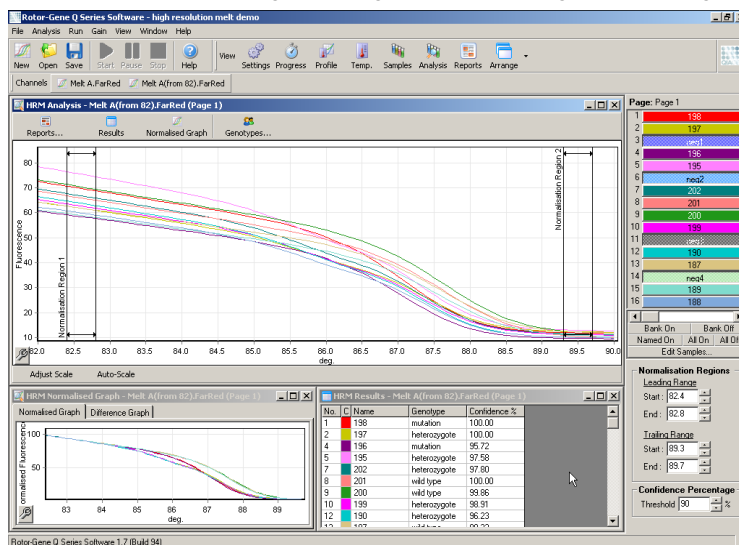 Rotor-Gene Q Series Software - high resolution melt demo
File Analysis Run Gain View Window Help
New Open Save Start Pause Stop Help View Settings Progress Profile Temp. Samples Analysis Reports Arrange
Channels Melt A.FarRed Melt A(from 82).FarRed
HRM Analysis - Melt A(from 82).FarRed (Page 1)
Reports... Results Normalised Graph Genotypes...
Fluorescence
80
70
60
50
40
30
20
10
Normalisation Region 1
Normalisation Region 2
82.0 82.5 83.0 83.5 84.0 84.5 85.0 85.5 86.0 86.5 87.0 87.5 88.0 88.5 89.0 89.5 90.0
deg.
Adjust Scale Auto-Scale
HRM Normalised Graph - Melt A(from 82).FarRed (Page 1)
Normalised Graph Difference Graph
ormalised Fluorescence
100
50
83 84 85 86 87 88 89
deg.
HRM Results - Melt A(from 82).FarRed (Page 1)
No. C Name Genotype Confidence %
1 198 mutation 100.00
2 197 heterozygote 100.00
4 196 mutation 95.72
5 195 heterozygote 97.58
7 202 heterozygote 97.80
8 201 wild type 100.00
9 200 wild type 99.86
10 199 heterozygote 98.91
12 190 heterozygote 96.23
13 187 wild type
Page: Page 1
1 198
2 197
3 neg1
4 196
5 195
6 neg2
7 202
8 201
9 200
10 199
11 neg3
12 190
13 187
14 neg4
15 189
16 188
Bank On Bank Off
Named On All On All Of
Edit Samples...
Normalisation Regions
Leading Range
Start : 82.4
End : 82.8
Trailing Range
Start : 89.3
End : 89.7
Confidence Percentage
Threshold 90 %
Rotor-Gene Q Series Software 1.7 (Build 94)